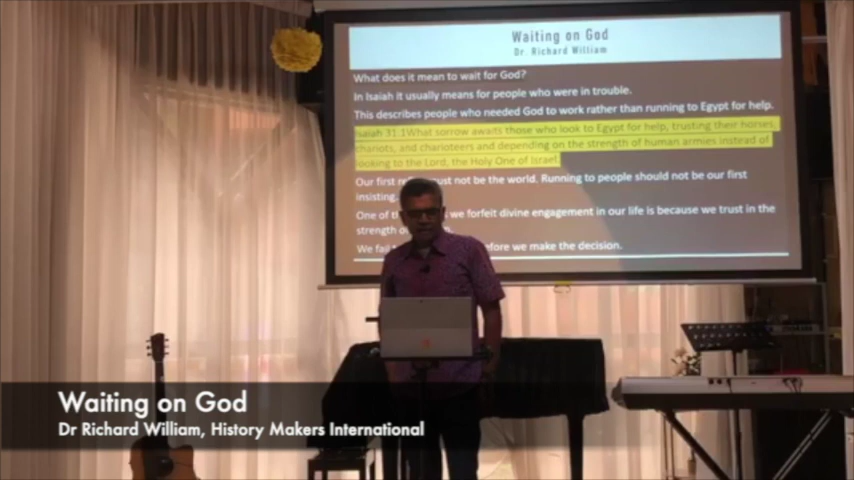 Waiting on God
Dr. Richard William
What does it mean to wait for God?
In Isaiah it usually means for people who were in trouble.
This describes people who needed God to work rather than running to Egypt for help.
Isaiah 31.1What sorrow awaits those who look to Egypt for help, trusting their horses,
chariots, and charioteers and depending on the strength of human armies instead of
looking to the Lord, the Holy One of Israel.
Our first must not be the world. Running to people should not be our first
insisting.
One of we forfeit divine engagement in our life is because we trust in the
strength
We we make the decision.
Waiting on God
Dr Richard William, History Makers International